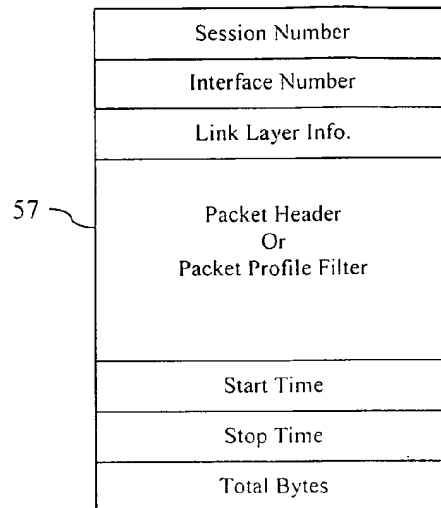 Session Number
Interface Number
Link Layer Info.
57
Packet Header
Or
Packet Profile Filter
Start Time
Stop Time
Total Bytes